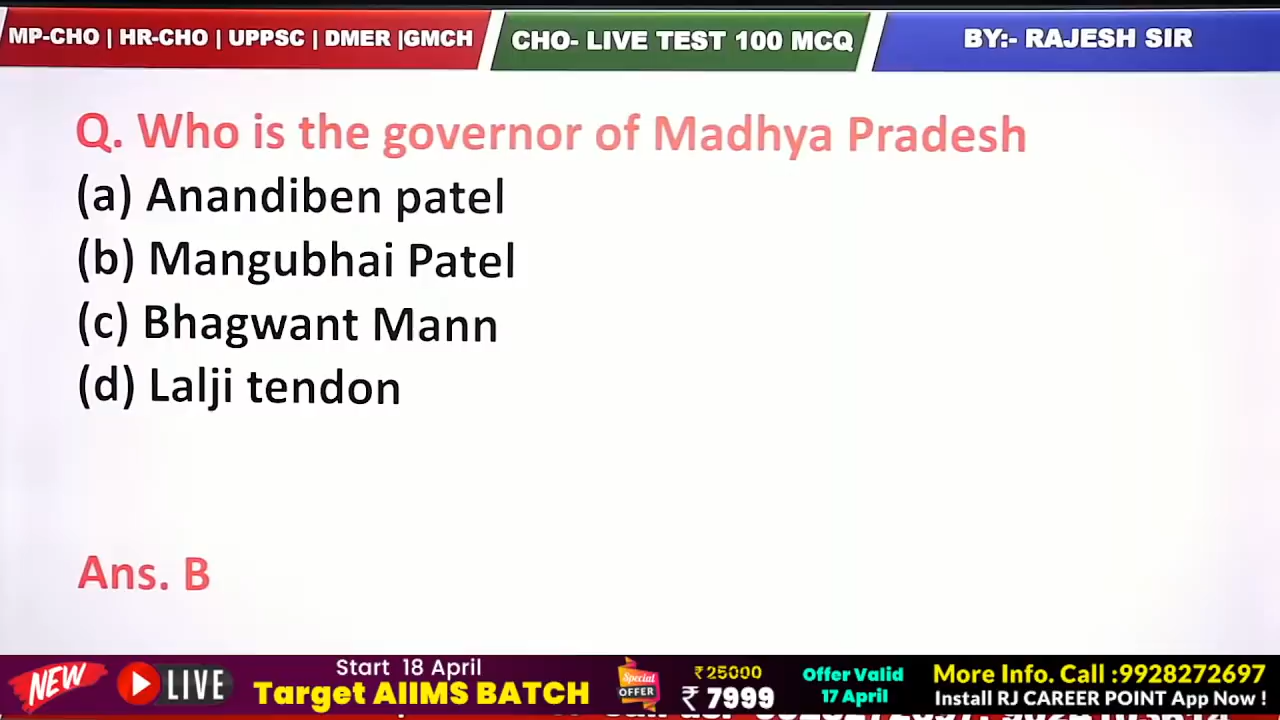 MP-CHO | HR-CHO | UPPSC | DMER |GMCH
CHO- LIVE TEST 100 MCQ
BY:- RAJESH SIR
Q. Who is the governor of Madhya Pradesh
(a) Anandiben patel
(b) Mangubhai Patel
(c) Bhagwant Mann
(d) Lalji tendon
Ans. B
NEW
LIVE
Start 18 April
Target AIIMS BATCH
Special
OFFER
₹25000
₹ 7999
Offer Valid
17 April
More Info. Call :9928272697
Install RJ CAREER POINT App Now !